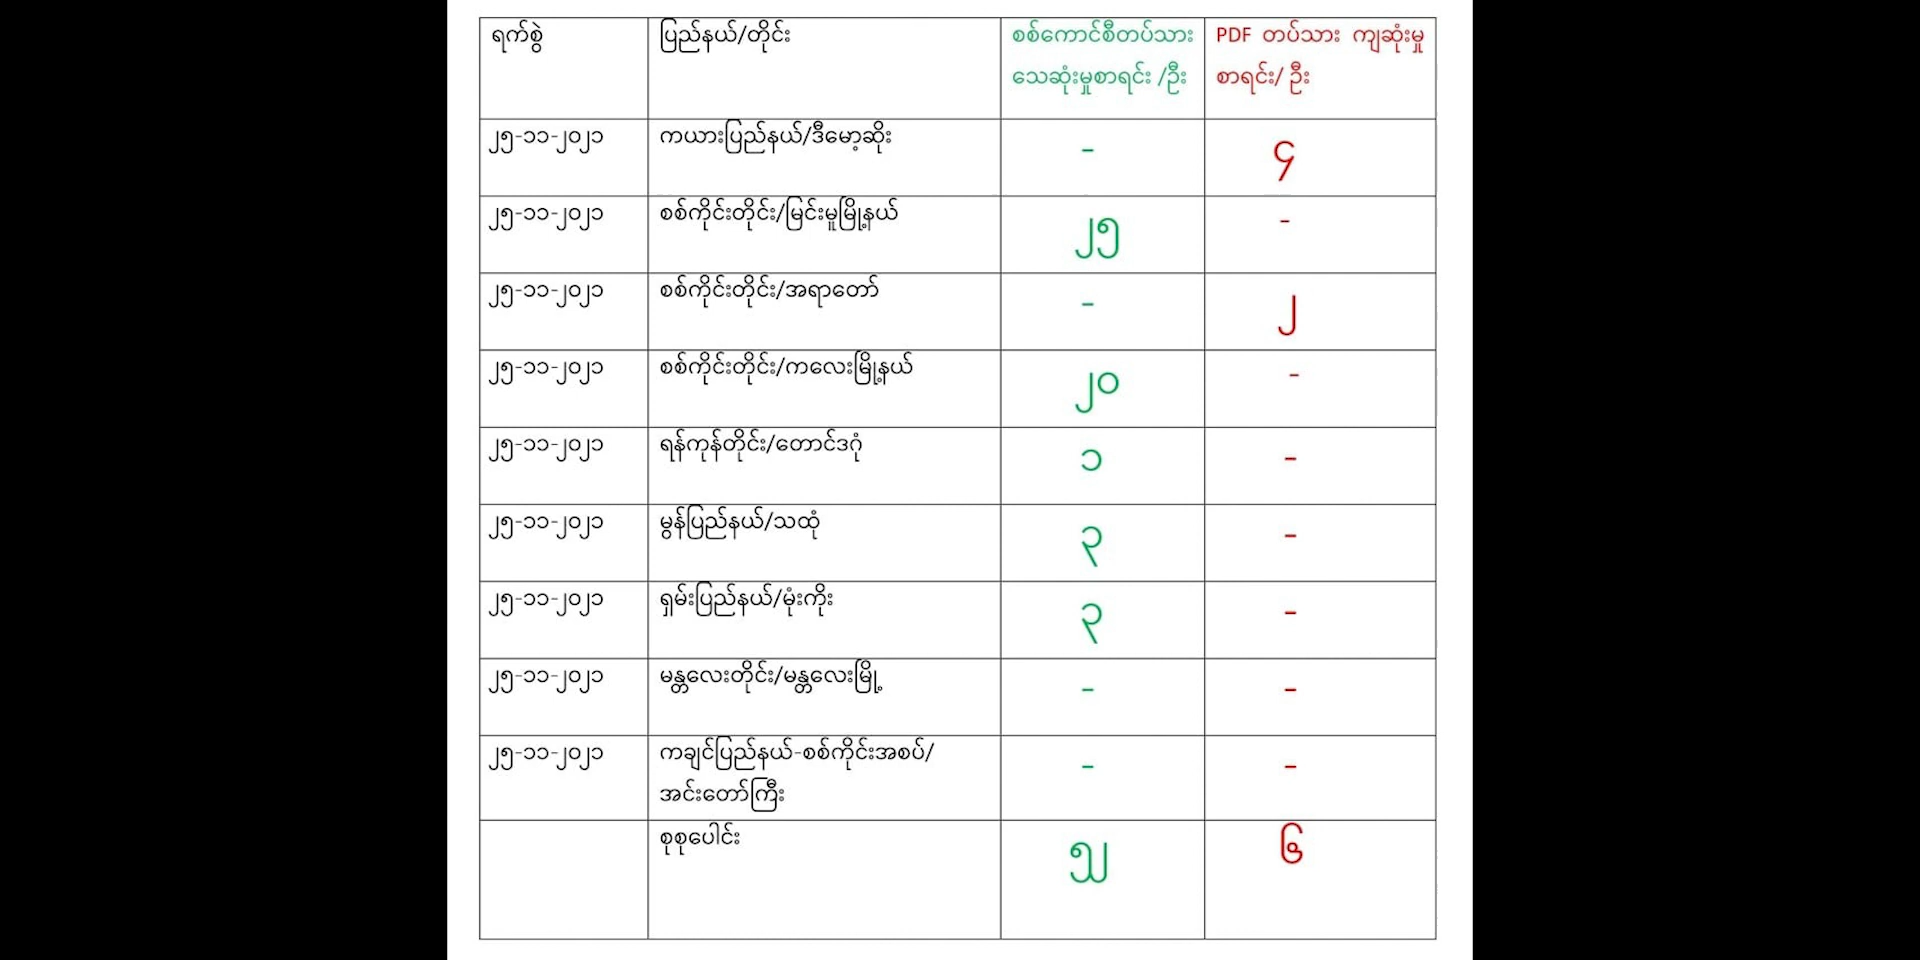 ရက်စွဲ ပြည်နယ်/တိုင်း စစ်ကောင်စီတပ်သား PDF တပ်သား ကျဆုံးမှု
သေဆုံးမှုစာရင်း /ဦး စာရင်း/ ဦး
၂၅-၁၁-၂၀၂၁ ကယားပြည်နယ်/ဒီမော့ဆိုး - ၄
၂၅-၁၁-၂၀၂၁ စစ်ကိုင်းတိုင်း/မြင်းမူမြို့နယ် ၂၅ -
၂၅-၁၁-၂၀၂၁ စစ်ကိုင်းတိုင်း/အရာတော် - ၂
၂၅-၁၁-၂၀၂၁ စစ်ကိုင်းတိုင်း/ကလေးမြို့နယ် ၂၀ -
၂၅-၁၁-၂၀၂၁ ရန်ကုန်တိုင်း/တောင်ဒဂုံ ၁ -
၂၅-၁၁-၂၀၂၁ မွန်ပြည်နယ်/သထုံ ၃ -
၂၅-၁၁-၂၀၂၁ ရှမ်းပြည်နယ်/မုံးကိုး ၃ -
၂၅-၁၁-၂၀၂၁ မန္တလေးတိုင်း/မန္တလေးမြို့ - -
၂၅-၁၁-၂၀၂၁ ကချင်ပြည်နယ်-စစ်ကိုင်းအစပ်/ - -
အင်းတော်ကြီး
စုစုပေါင်း ၅၂ ၆